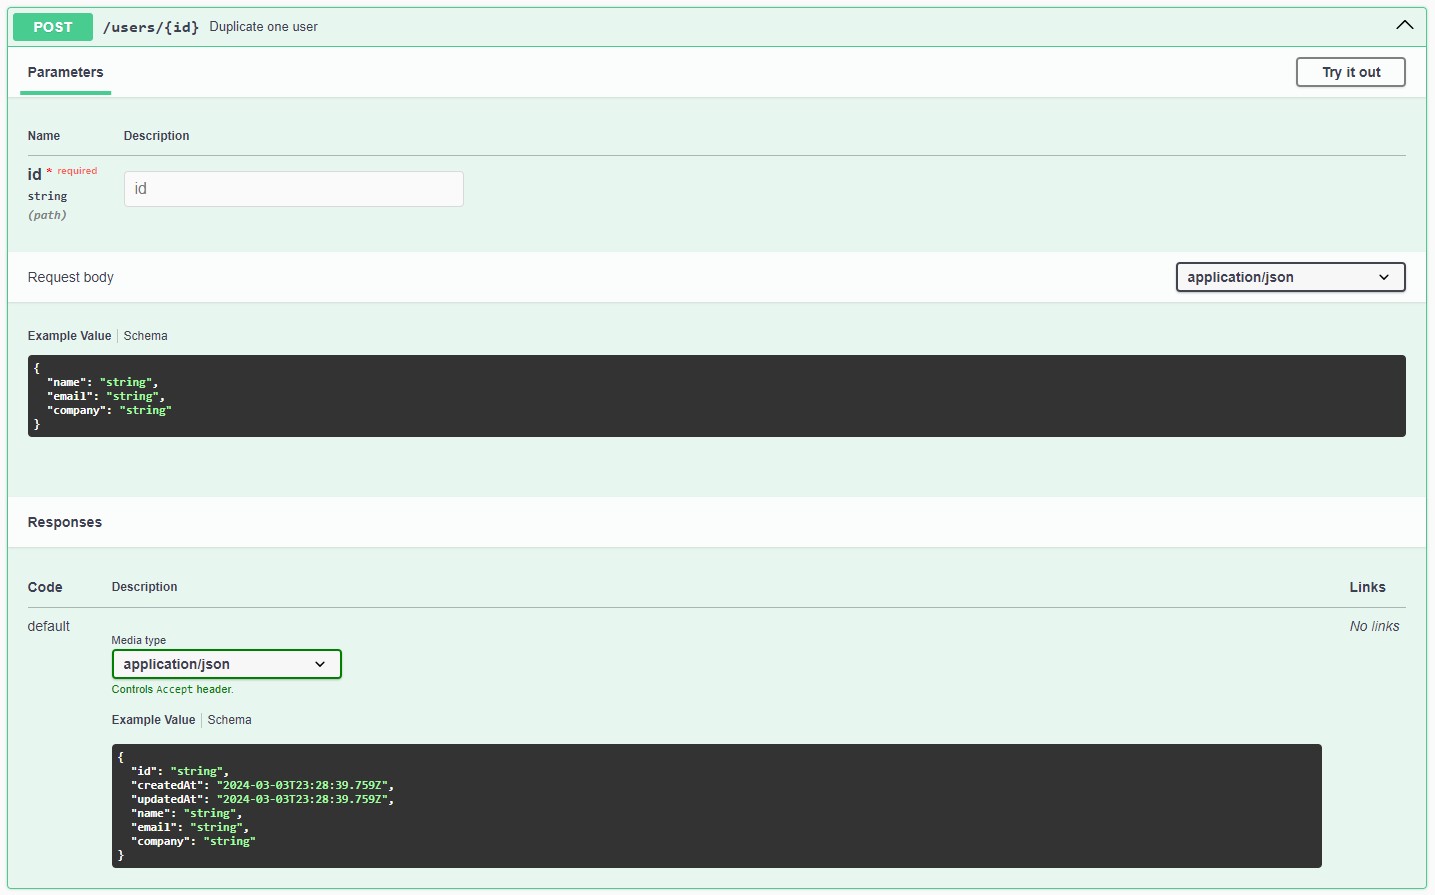 POST /users/{id} Duplicate one user
Parameters Try it out
Name Description
id * required
string
(path)
id
Request body application/json
Example Value Schema
{
"name": "string",
"email": "string",
"company": "string"
}
Responses
Code Description Links
default No links
Media type
application/json
Controls Accept header.
Example Value Schema
{
"id": "string",
"createdAt": "2024-03-03T23:28:39.759Z",
"updatedAt": "2024-03-03T23:28:39.759Z",
"name": "string",
"email": "string",
"company": "string"
}